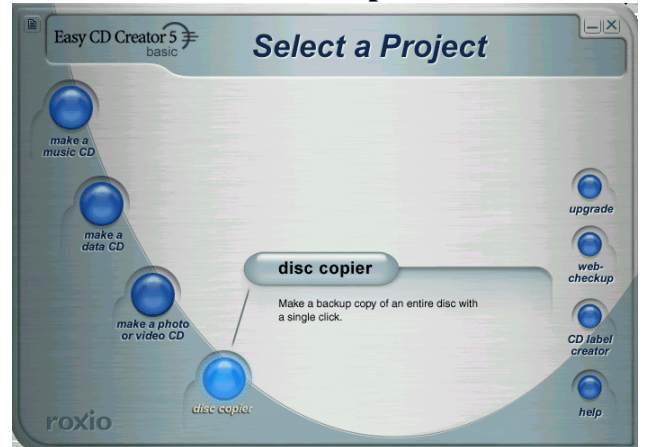 Easy CD Creator 5
basic
Select a Project
make a
music CD
make a
data CD
make a photo
or video CD
disc copier
disc copier
Make a backup copy of an entire disc with
a single click.
upgrade
web-
checkup
CD label
creator
help
roxio